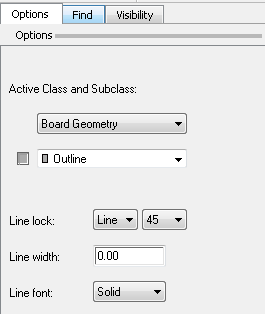 Options Find Visibility
Options
Active Class and Subclass:
Board Geometry
Outline
Line lock: Line 45
Line width: 0.00
Line font: Solid